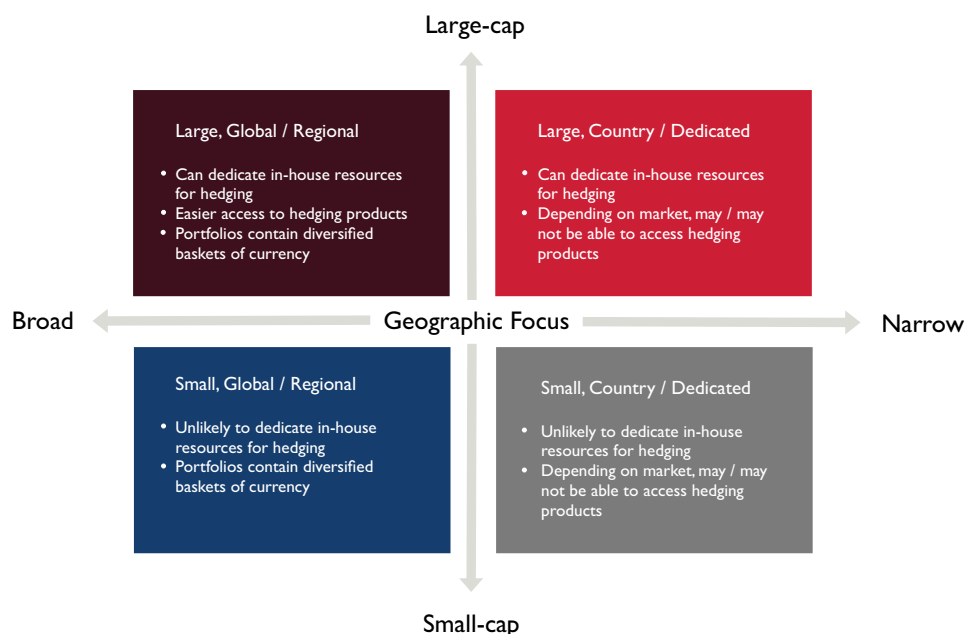 Large-cap
Large, Global / Regional
• Can dedicate in-house resources
for hedging
• Easier access to hedging products
• Portfolios contain diversified
baskets of currency
Large, Country / Dedicated
• Can dedicate in-house resources
for hedging
• Depending on market, may / may
not be able to access hedging
products
Broad
Geographic Focus
Narrow
Small, Global / Regional
• Unlikely to dedicate in-house
resources for hedging
• Portfolios contain diversified
baskets of currency
Small, Country / Dedicated
• Unlikely to dedicate in-house
resources for hedging
• Depending on market, may / may
not be able to access hedging
products
Small-cap